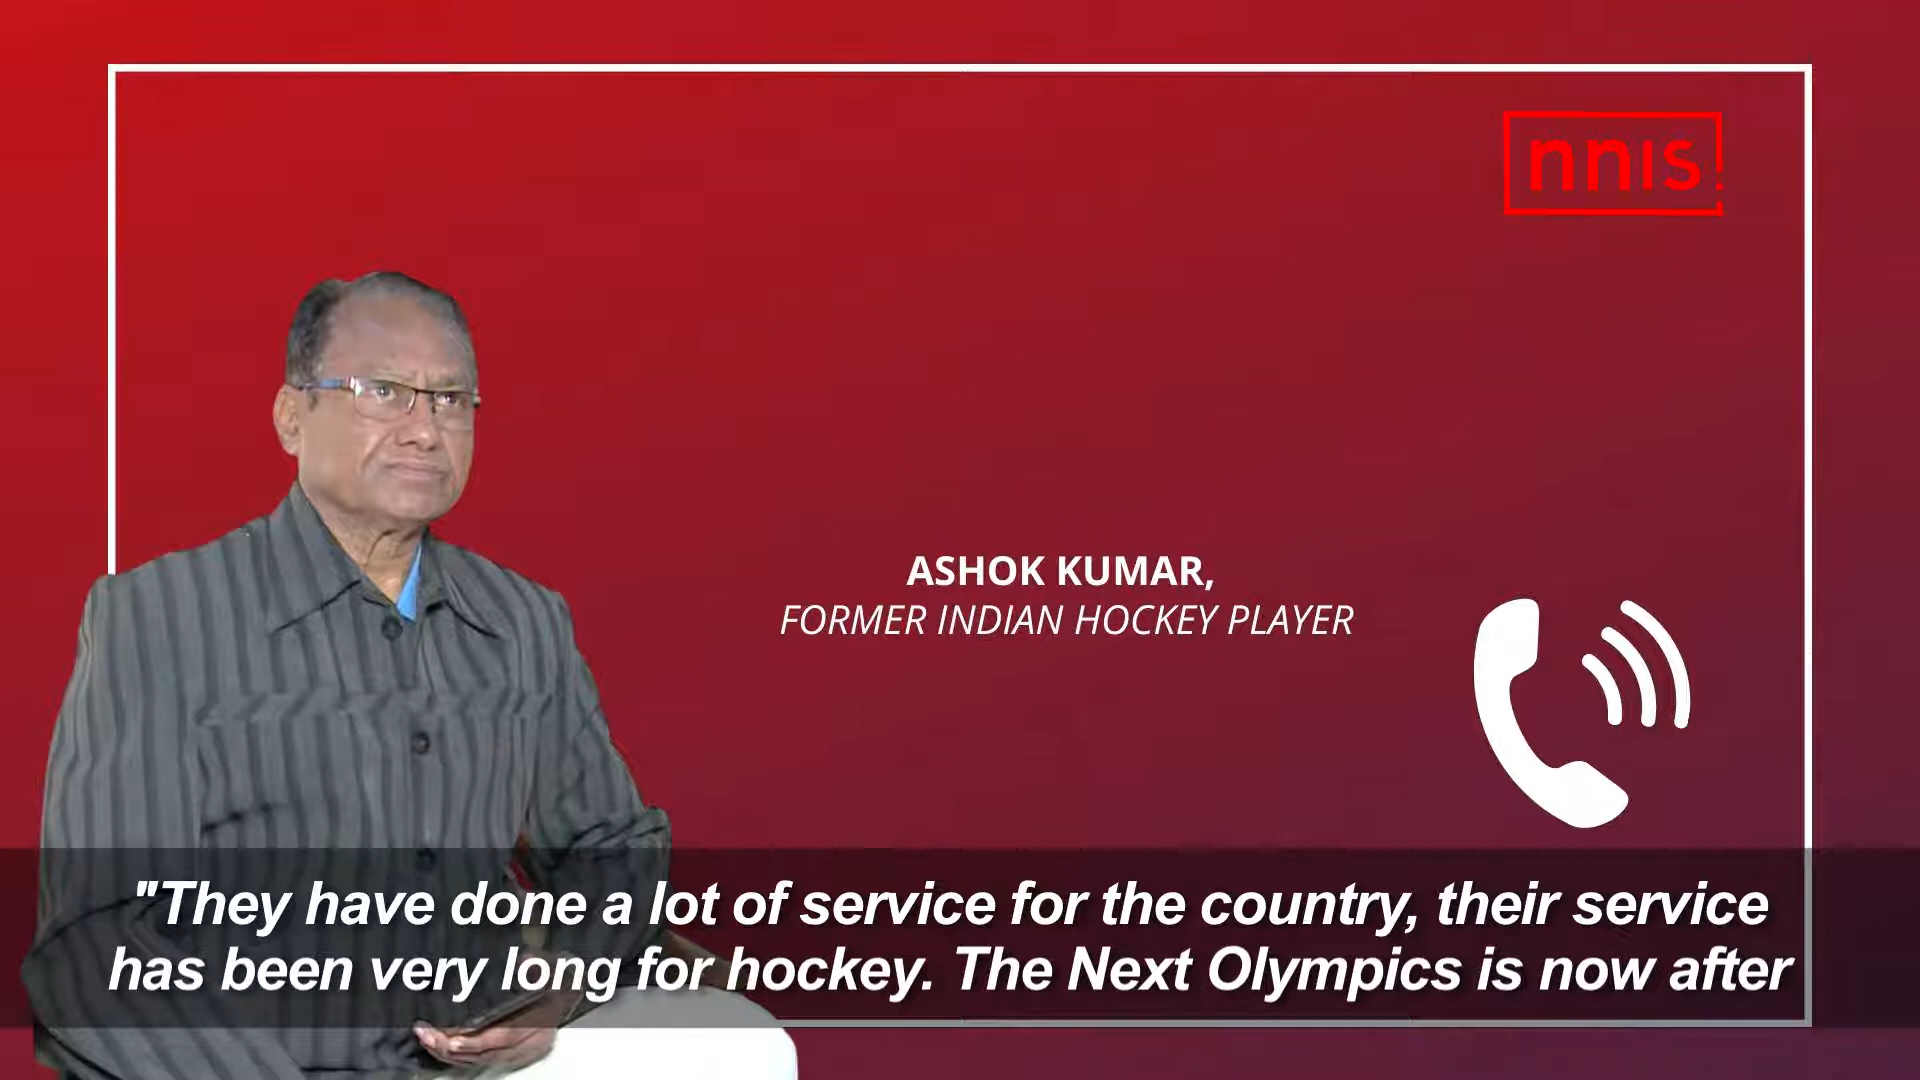 nnis
ASHOK KUMAR,
FORMER INDIAN HOCKEY PLAYER
"They have done a lot of service for the country, their service
has been very long for hockey. The Next Olympics is now after